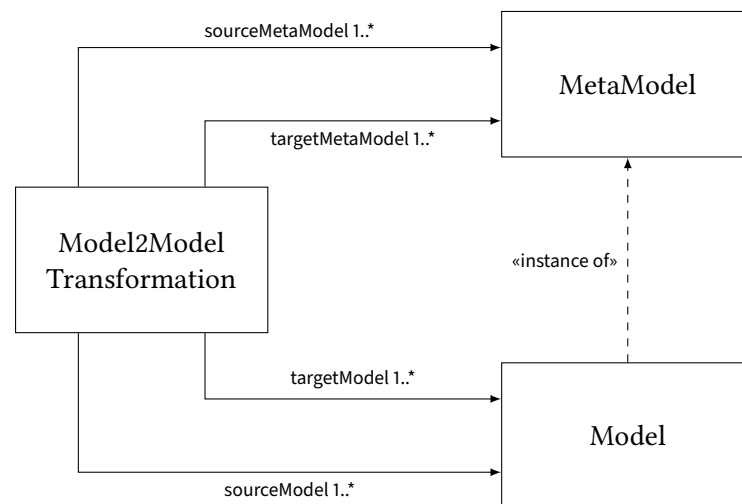 sourceMetaModel 1..*
MetaModel
targetMetaModel 1..*
Model2Model
Transformation
«instance of»
targetModel 1..*
Model
sourceModel 1..*